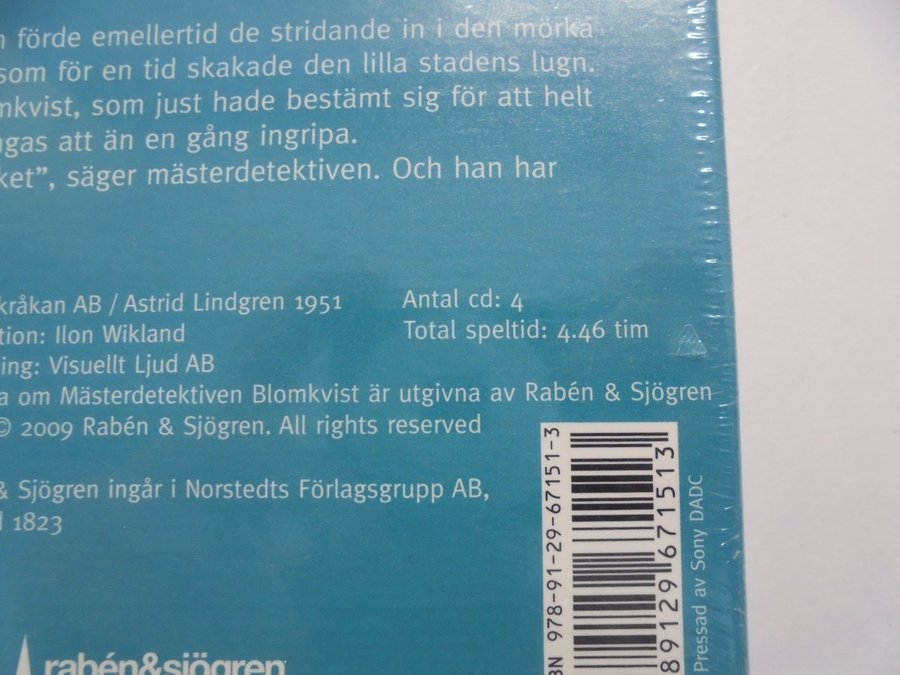 förde emellertid de stridande in i den mörka
som för en tid skakade den lilla stadens lugn.
mkvist, som just hade bestämt sig för att helt
gas att än en gång ingripa.
ket”, säger mästerdetektiven. Och han har
kråkan AB / Astrid Lindgren 1951
tion: Ilon Wikland
ing: Visuellt Ljud AB
a om Mästerdetektiven Blomkvist är utgivna av Rabén & Sjögren
© 2009 Rabén & Sjögren. All rights reserved
& Sjögren ingår i Norstedts Förlagsgrupp AB,
1823
Antal cd: 4
Total speltid: 4.46 tim
rabén&sjögren
BN 978-91-29-67151-3
89129671513
Pressad av Sony DADC